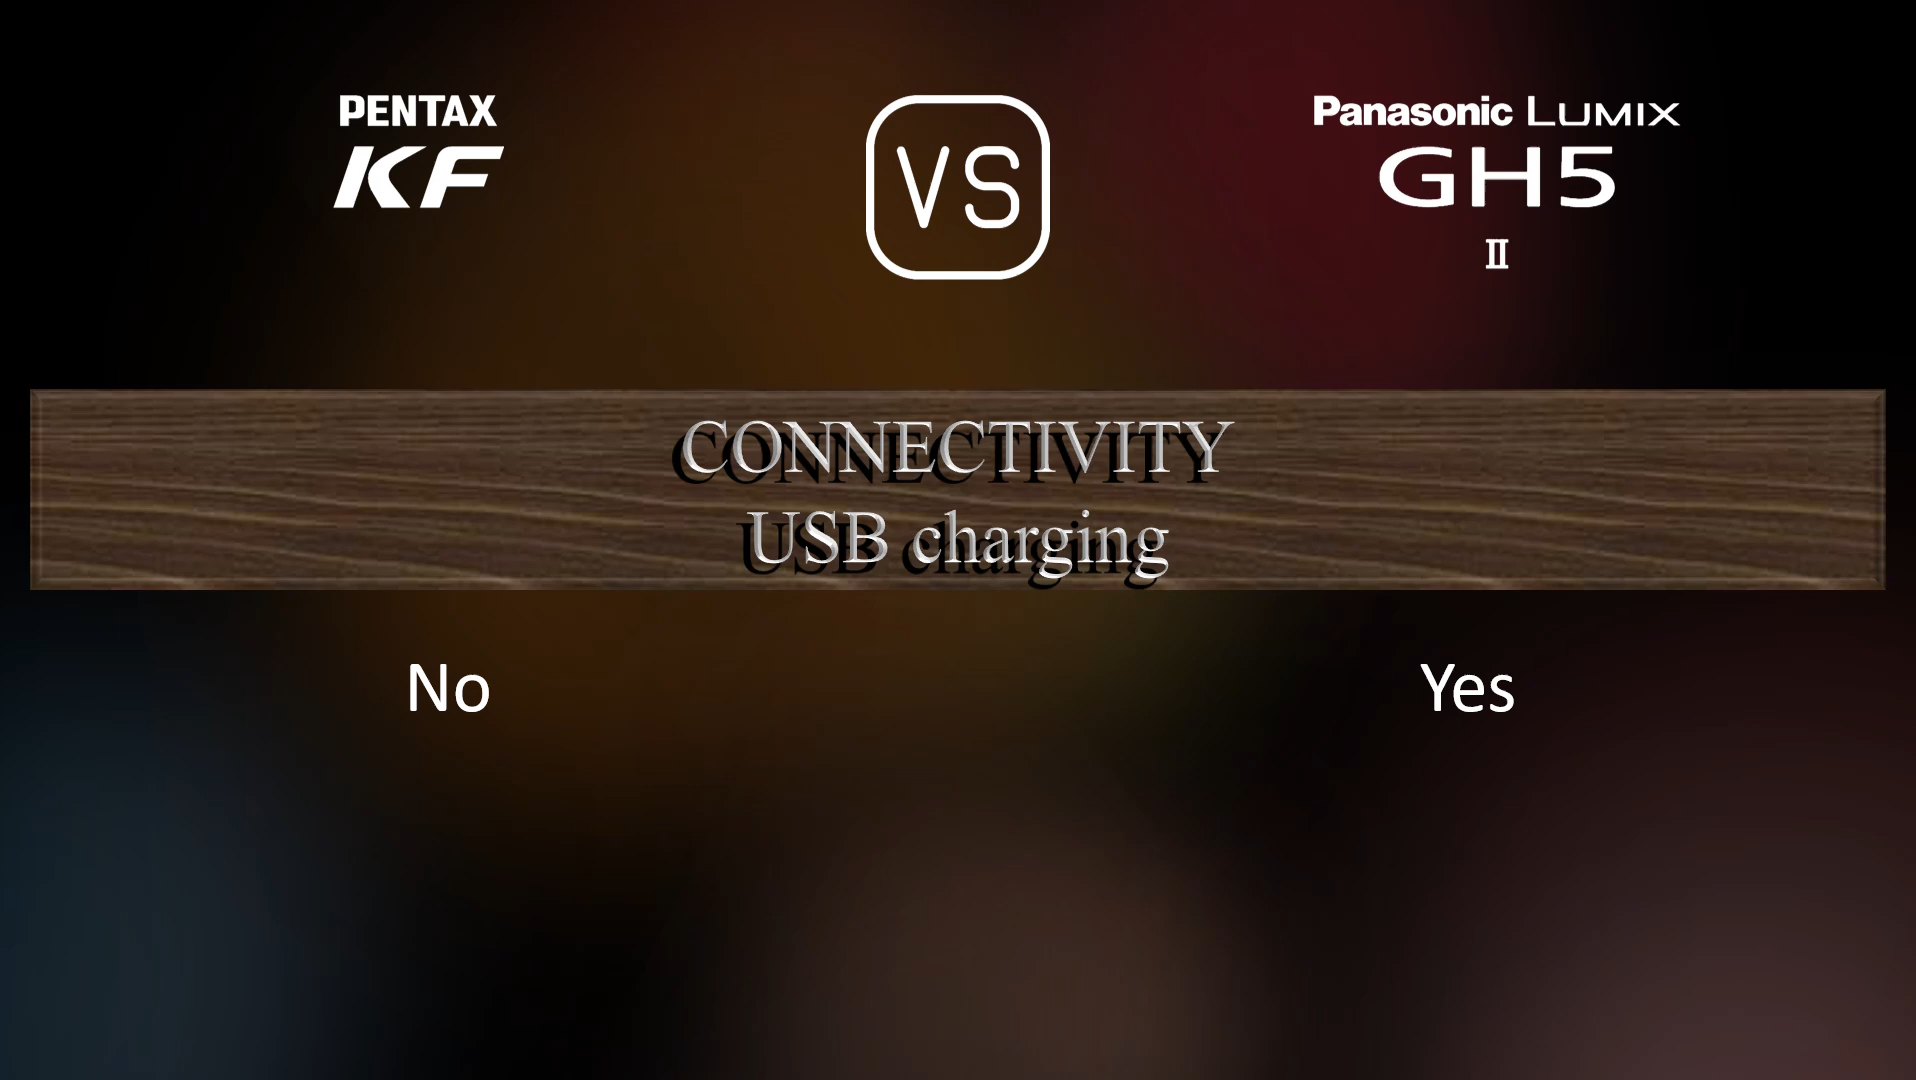 PENTAX
KF
VS
Panasonic LUMIX
GH5
II
CONNECTIVITY
USB charging
No
Yes